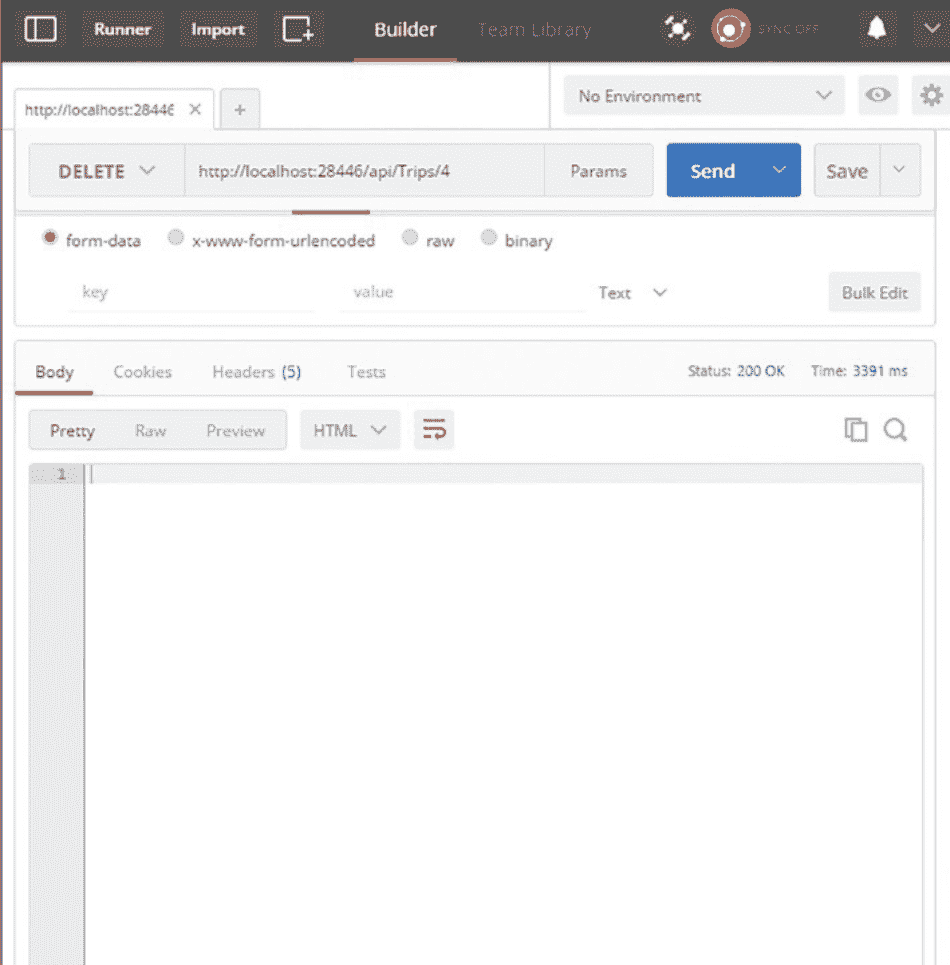 Runner Import Builder Team Library SYNC OFF
http://localhost:28446 × + No Environment
DELETE http://localhost:28446/api/Trips/4 Params Send Save
form-data x-www-form-urlencoded raw binary
key value Text Bulk Edit
Body Cookies Headers (5) Tests Status: 200 OK Time: 3391 ms
Pretty Raw Preview HTML
1